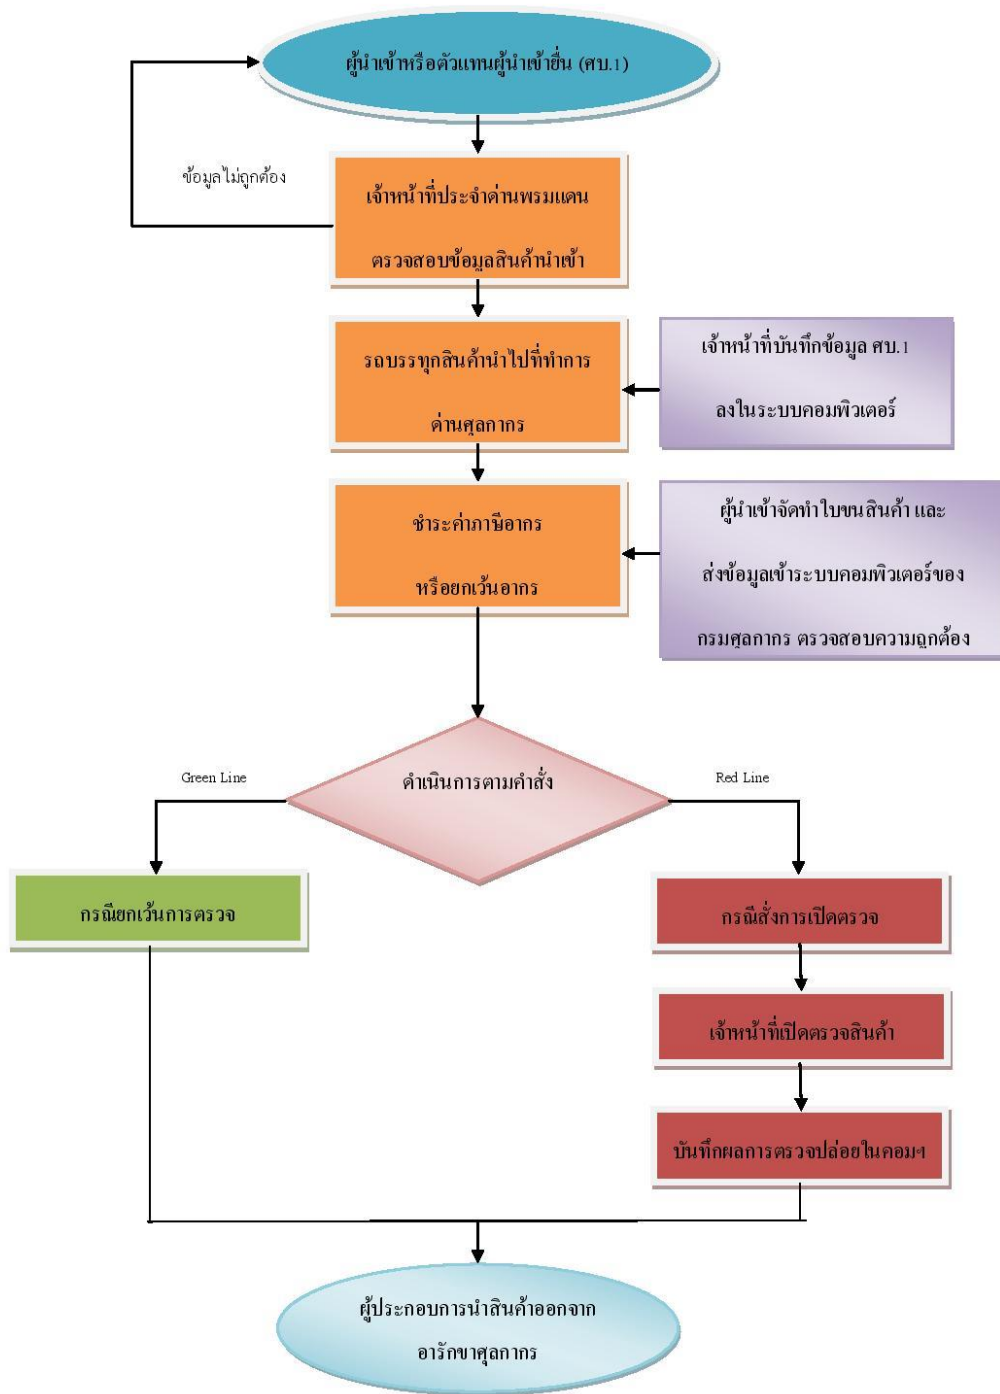 ผู้นำเข้าหรือตัวแทนผู้นำเข้ายื่น (ศบ.1)
ข้อมูลไม่ถูกต้อง
เจ้าหน้าที่ประจำด่านพรมแดน
ตรวจสอบข้อมูลสินค้านำเข้า
รถบรรทุกสินค้านำไปที่ทำการ
ด่านศุลกากร
เจ้าหน้าที่บันทึกข้อมูล ศบ.1
ลงในระบบคอมพิวเตอร์
ชำระค่าภาษีอากร
หรือยกเว้นอากร
ผู้นำเข้าจัดทำใบขนสินค้า และ
ส่งข้อมูลเข้าระบบคอมพิวเตอร์ของ
กรมศุลกากร ตรวจสอบความถูกต้อง
ดำเนินการตามคำสั่ง
Green Line
Red Line
กรณียกเว้นการตรวจ
กรณีสั่งการเปิดตรวจ
เจ้าหน้าที่เปิดตรวจสินค้า
บันทึกผลการตรวจปล่อยในคอมฯ
ผู้ประกอบการนำสินค้าออกจาก
อารักขาศุลกากร